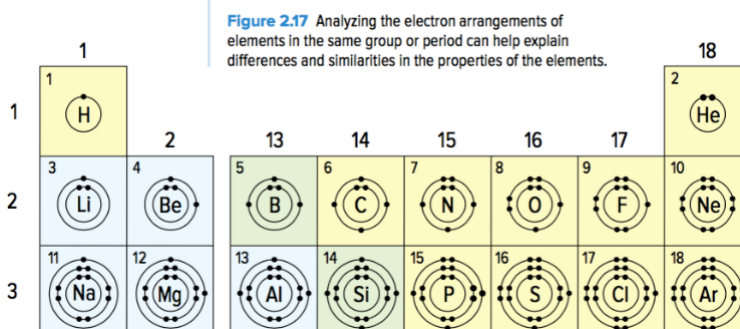 Figure 2.17 Analyzing the electron arrangements of
elements in the same group or period can help explain
differences and similarities in the properties of the elements.
1
18
1
2
1
H
He
2
13
14
15
16
17
3
4
5
6
7
8
9
10
2
Li
Be
B
C
N
O
F
Ne
11
12
13
14
15
16
17
18
3
Na
Mg
Al
Si
P
S
Cl
Ar